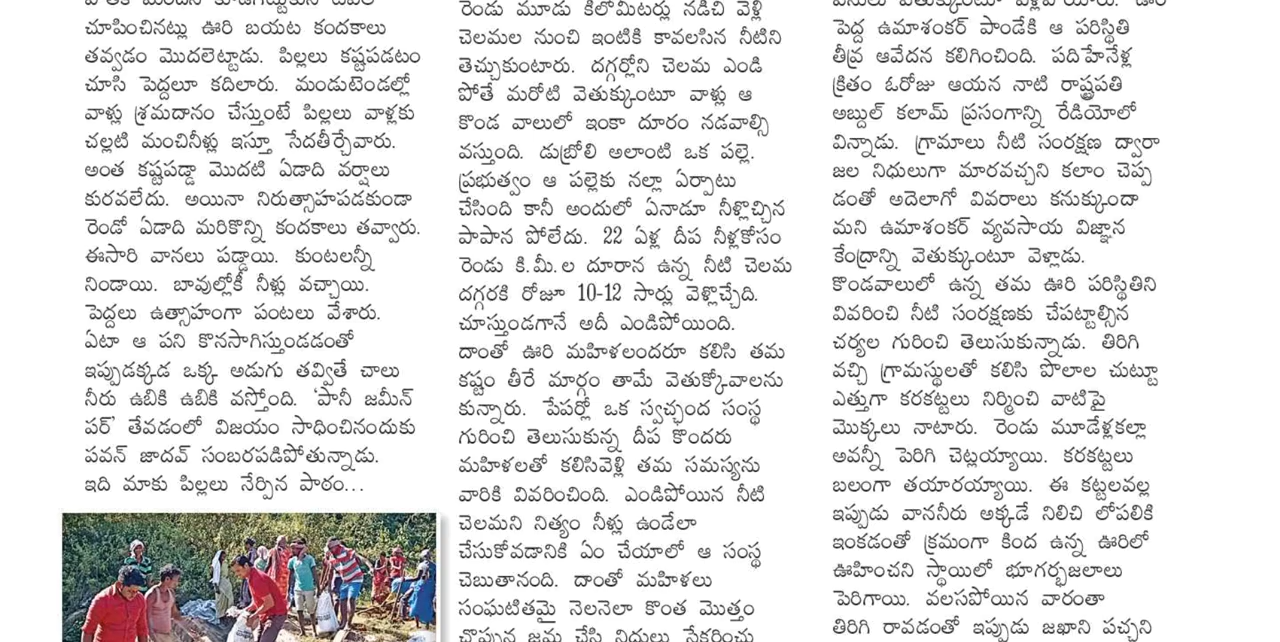 చూపించినట్లు ఊరి బయట కందకాలు
తవ్వడం మొదలెట్టాడు. పిల్లలు కష్టపడటం
చూసి పెద్దలూ కదిలారు. మండుటెండల్లో
వాళ్లు శ్రమదానం చేస్తుంటే పిల్లలు వాళ్లకు
చల్లటి మంచినీళ్లు ఇస్తూ సేదతీర్చేవారు.
అంత కష్టపడ్డా మొదటి ఏడాది వర్షాలు
కురవలేదు. అయినా నిరుత్సాహపడకుండా
రెండో ఏడాది మరికొన్ని కందకాలు తవ్వారు.
ఈసారి వానలు పడ్డాయి. కుంటలన్నీ
నిండాయి. బావుల్లోకీ నీళ్లు వచ్చాయి.
పెద్దలు ఉత్సాహంగా పంటలు వేశారు.
ఏటా ఆ పని కొనసాగిస్తుండడంతో
ఇప్పుడక్కడ ఒక్క అడుగు తవ్వితే చాలు
నీరు ఉబికి ఉబికి వస్తోంది. ‘పానీ జమీన్
పర్’ తేవడంలో విజయం సాధించినందుకు
పవన్ జాదవ్ సంబరపడిపోతున్నాడు.
ఇది మాకు పిల్లలు నేర్పిన పాఠం...
రెండు మూడు కిలోమీటర్లు నడిచి వెళ్లి
చెలమల నుంచి ఇంటికి కావలసిన నీటిని
తెచ్చుకుంటారు. దగ్గర్లోని చెలమ ఎండి
పోతే మరోటి వెతుక్కుంటూ వాళ్లు ఆ
కొండ వాలులో ఇంకా దూరం నడవాల్సి
వస్తుంది. డుబ్రోలి అలాంటి ఒక పల్లె.
ప్రభుత్వం ఆ పల్లెకు నల్లా ఏర్పాటు
చేసింది కానీ అందులో ఏనాడూ నీళ్లొచ్చిన
పాపాన పోలేదు. 22 ఏళ్ల దీప నీళ్లకోసం
రెండు కి.మీ.ల దూరాన ఉన్న నీటి చెలమ
దగ్గరకి రోజూ 10-12 సార్లు వెళ్లొచ్చేది.
చూస్తుండగానే అదీ ఎండిపోయింది.
దాంతో ఊరి మహిళలందరూ కలిసి తమ
కష్టం తీరే మార్గం తామే వెతుక్కోవాలను
కున్నారు. పేపర్లో ఒక స్వచ్ఛంద సంస్థ
గురించి తెలుసుకున్న దీప కొందరు
మహిళలతో కలిసివెళ్లి తమ సమస్యను
వారికి వివరించింది. ఎండిపోయిన నీటి
చెలమని నిత్యం నీళ్లు ఉండేలా
చేసుకోవడానికి ఏం చేయాలో ఆ సంస్థ
చెబుతానంది. దాంతో మహిళలు
సంఘటితమై నెలనెలా కొంత మొత్తం
చొప్పున జమ చేసి నిధులు సేకరించు
పెద్ద ఉమాశంకర్ పాండేకి ఆ పరిస్థితి
తీవ్ర ఆవేదన కలిగించింది. పదిహేనేళ్ల
క్రితం ఓరోజు ఆయన నాటి రాష్ట్రపతి
అబ్దుల్ కలామ్ ప్రసంగాన్ని రేడియోలో
విన్నాడు. గ్రామాలు నీటి సంరక్షణ ద్వారా
జల నిధులుగా మారవచ్చని కలాం చెప్ప
డంతో అదెలాగో వివరాలు కనుక్కుందా
మని ఉమాశంకర్ వ్యవసాయ విజ్ఞాన
కేంద్రాన్ని వెతుక్కుంటూ వెళ్లాడు.
కొండవాలులో ఉన్న తమ ఊరి పరిస్థితిని
వివరించి నీటి సంరక్షణకు చేపట్టాల్సిన
చర్యల గురించి తెలుసుకున్నాడు. తిరిగి
వచ్చి గ్రామస్థులతో కలిసి పొలాల చుట్టూ
ఎత్తుగా కరకట్టలు నిర్మించి వాటిపై
మొక్కలు నాటారు. రెండు మూడేళ్లకల్లా
అవన్నీ పెరిగి చెట్లయ్యాయి. కరకట్టలు
బలంగా తయారయ్యాయి. ఈ కట్టలవల్ల
ఇప్పుడు వాననీరు అక్కడే నిలిచి లోపలికి
ఇంకడంతో క్రమంగా కింద ఉన్న ఊరిలో
ఊహించని స్థాయిలో భూగర్భజలాలు
పెరిగాయి. వలసపోయిన వారంతా
తిరిగి రావడంతో ఇప్పుడు జఖాని పచ్చని